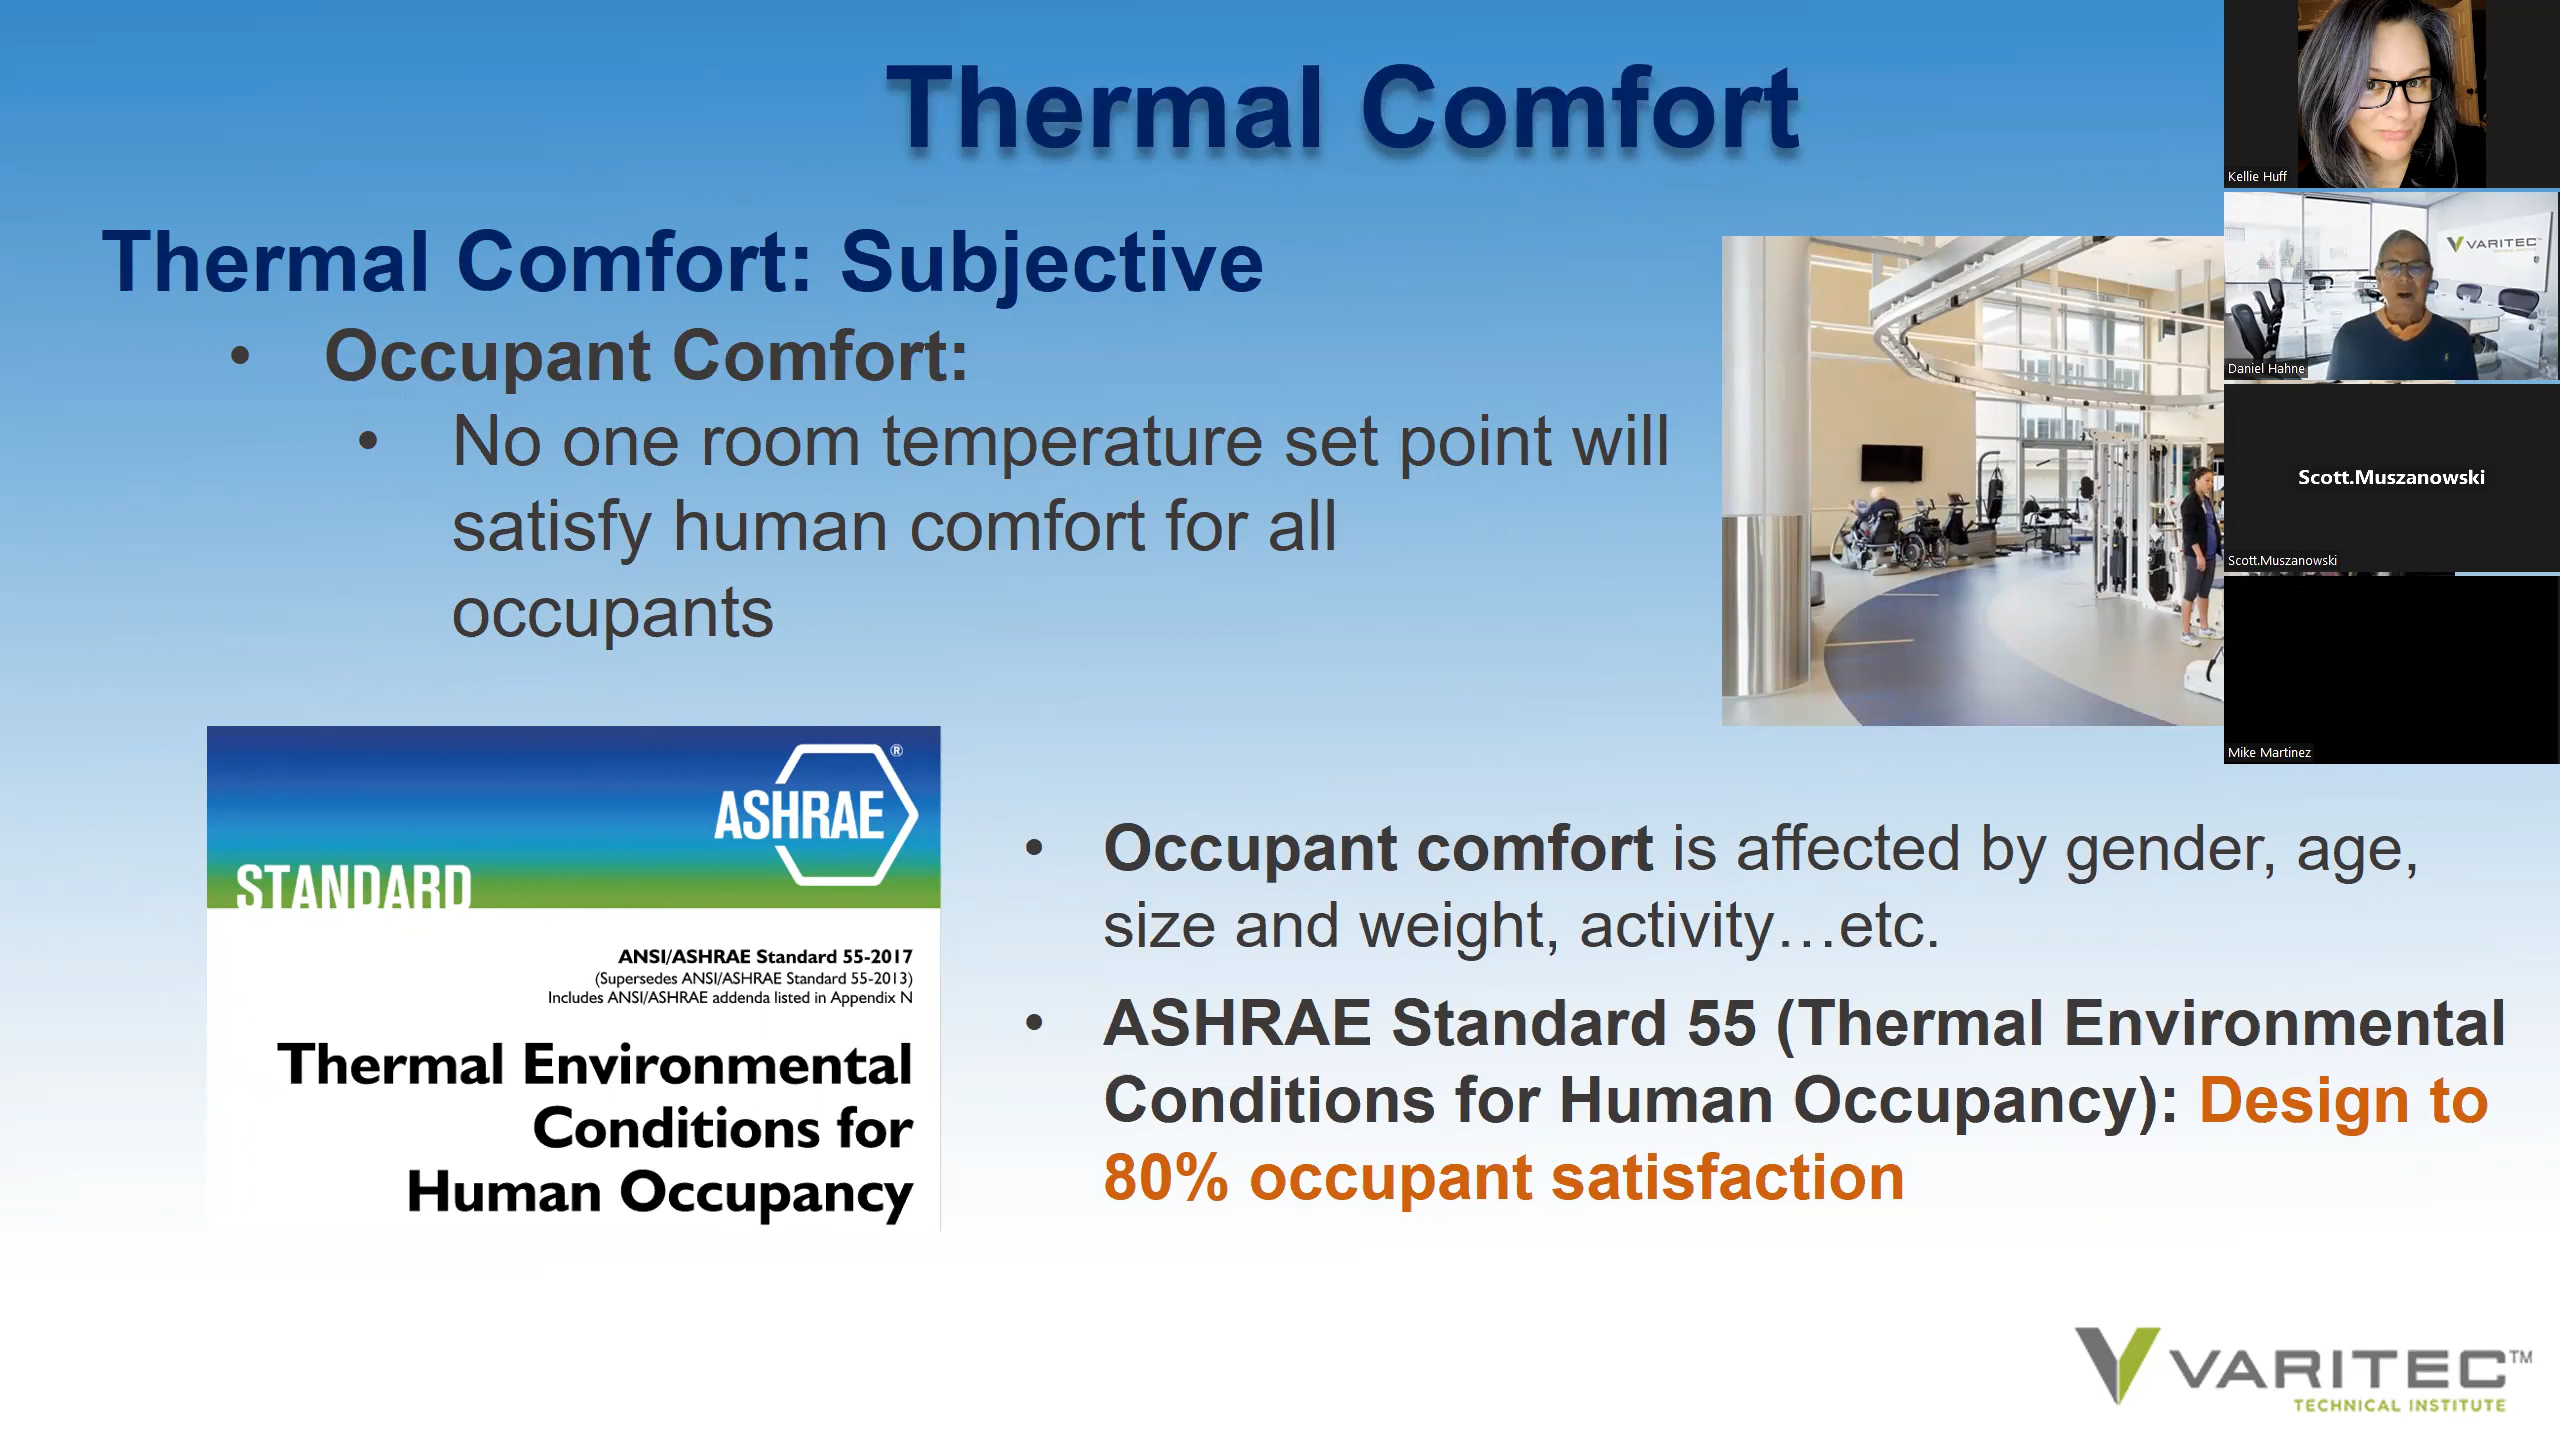 Thermal Comfort
Thermal Comfort: Subjective
• Occupant Comfort:
• No one room temperature set point will
satisfy human comfort for all
occupants
ASHRAE®
STANDARD
ANSI/ASHRAE Standard 55-2017
(Supersedes ANSI/ASHRAE Standard 55-2013)
Includes ANSI/ASHRAE addenda listed in Appendix N
Thermal Environmental
Conditions for
Human Occupancy
• Occupant comfort is affected by gender, age,
size and weight, activity…etc.
• ASHRAE Standard 55 (Thermal Environmental
Conditions for Human Occupancy): Design to
80% occupant satisfaction
VARITEC™
TECHNICAL INSTITUTE
Kellie Huff
VARITEC
Daniel Hahne
Scott.Muszanowski
Scott.Muszanowski
Mike Martinez